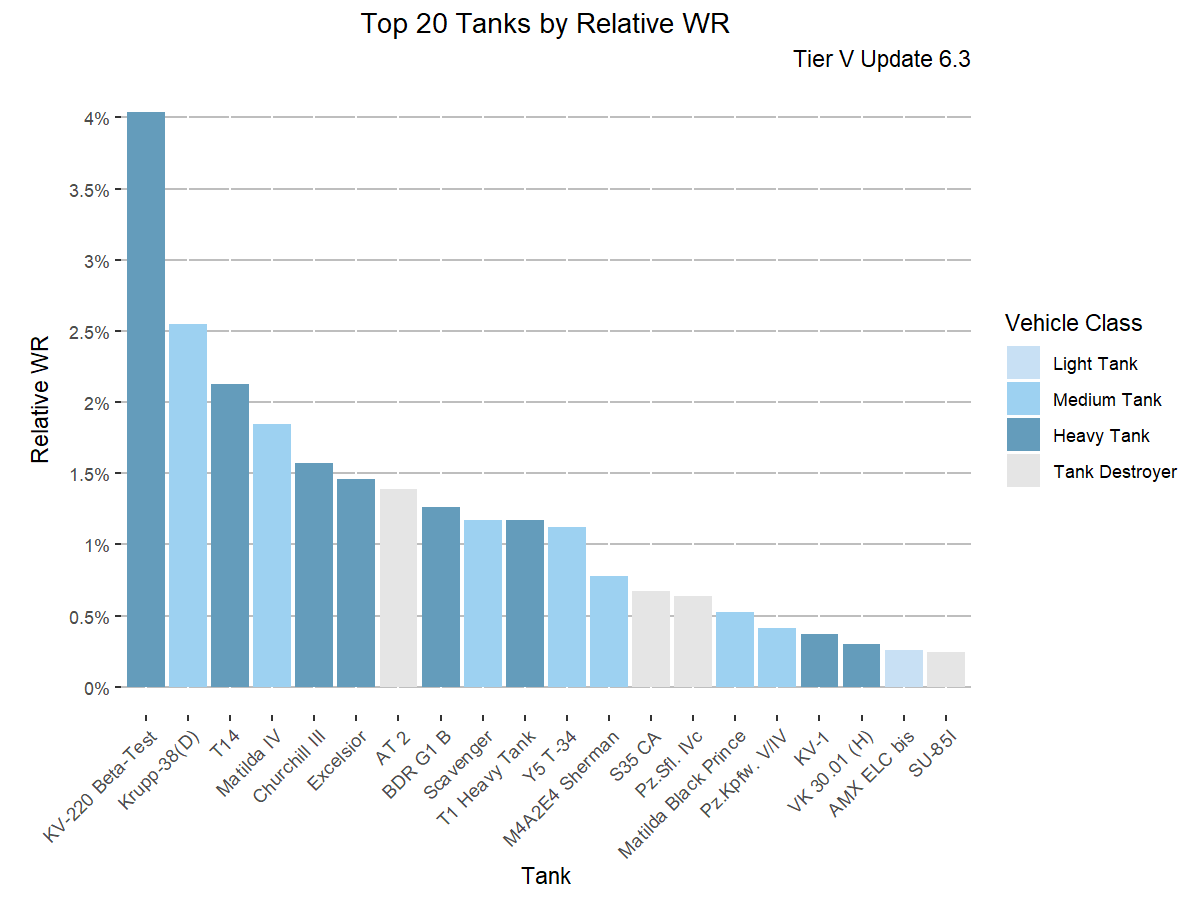 Top 20 Tanks by Relative WR
Tier V Update 6.3
4%
3.5%
3%
2.5%
2%
1.5%
1%
0.5%
0%
Relative WR
KV-220 Beta-Test
Krupp-38(D)
T14
Matilda IV
Churchill III
Excelsior
AT 2
BDR G1 B
Scavenger
T1 Heavy Tank
Y5 T-34
M4A2E4 Sherman
S35 CA
Pz.Sfl. IVc
Matilda Black Prince
Pz.Kpfw. V/IV
KV-1
VK 30.01 (H)
AMX ELC bis
SU-85I
Tank
Vehicle Class
Light Tank
Medium Tank
Heavy Tank
Tank Destroyer